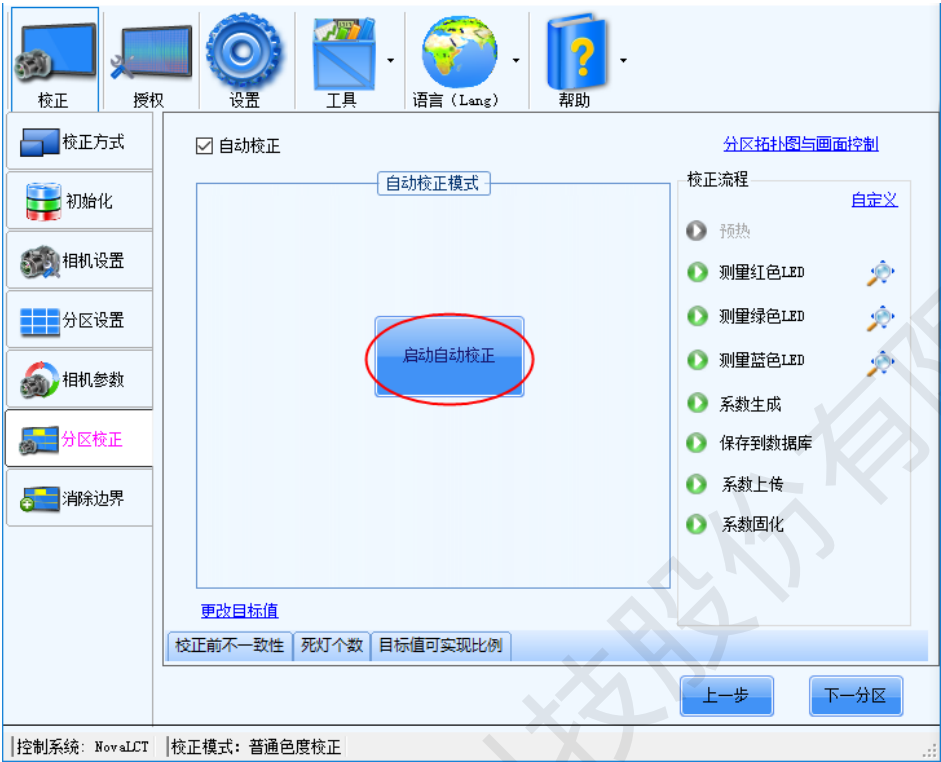 校正 授权 设置 工具 语言（Lang） 帮助
校正方式
初始化
相机设置
分区设置
相机参数
分区校正
消除边界
自动校正
分区拓扑图与画面控制
自动校正模式
启动自动校正
校正流程
自定义
预热
测量红色LED
测量绿色LED
测量蓝色LED
系数生成
保存到数据库
系数上传
系数固化
更改目标值
校正前不一致性 死灯个数 目标值可实现比例
上一步 下一分区
控制系统: NovaLCT 校正模式: 普通色度校正
科技股份有限